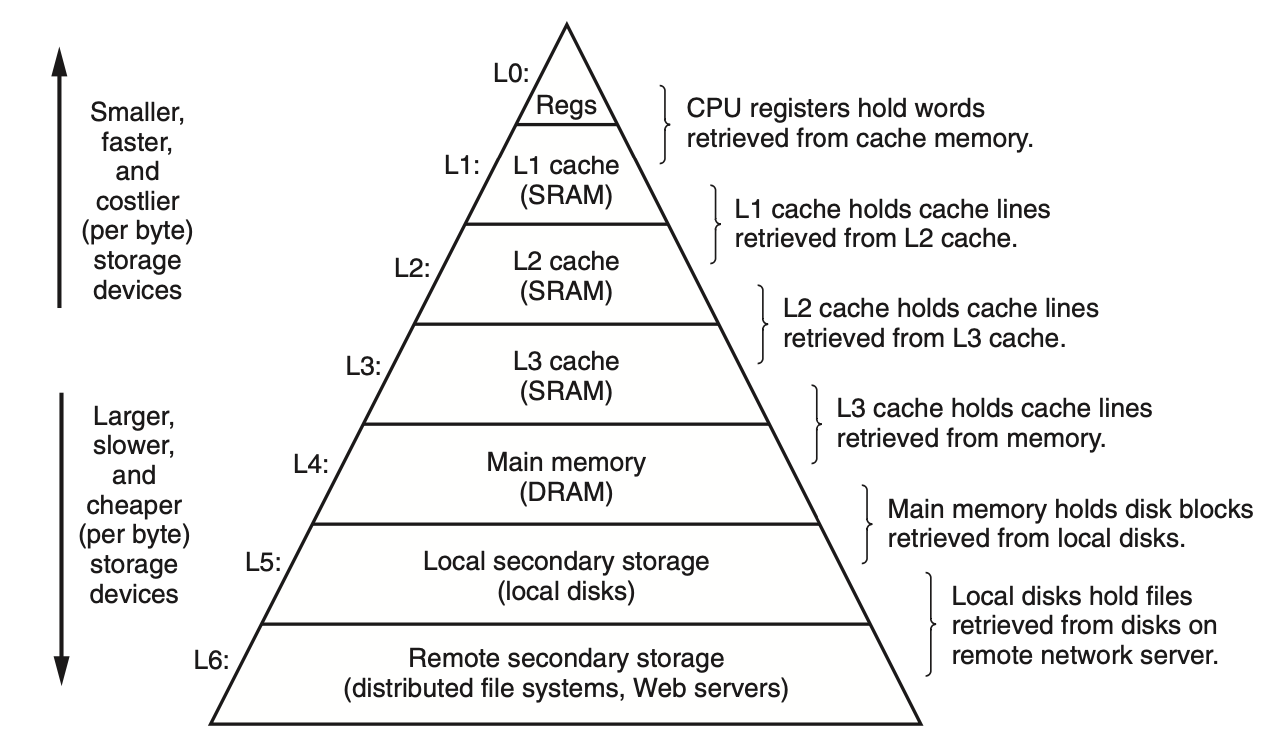 Smaller,
faster,
and
costlier
(per byte)
storage
devices
Larger,
slower,
and
cheaper
(per byte)
storage
devices
L0:
Regs
CPU registers hold words
retrieved from cache memory.
L1:
L1 cache
(SRAM)
L1 cache holds cache lines
retrieved from L2 cache.
L2:
L2 cache
(SRAM)
L2 cache holds cache lines
retrieved from L3 cache.
L3:
L3 cache
(SRAM)
L3 cache holds cache lines
retrieved from memory.
L4:
Main memory
(DRAM)
Main memory holds disk blocks
retrieved from local disks.
L5:
Local secondary storage
(local disks)
Local disks hold files
retrieved from disks on
remote network server.
L6:
Remote secondary storage
(distributed file systems, Web servers)